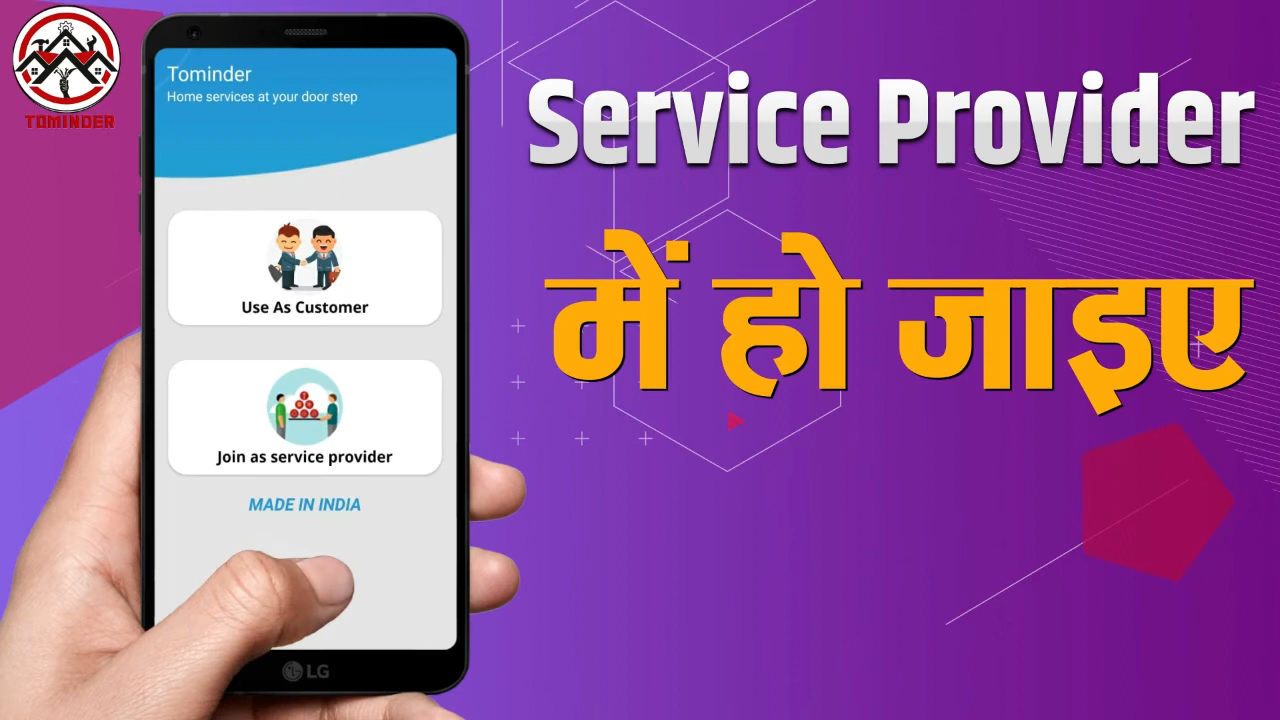 TOMINDER
Tominder
Home services at your door step
Use As Customer
Join as service provider
MADE IN INDIA
LG
Service Provider
में हो जाइए